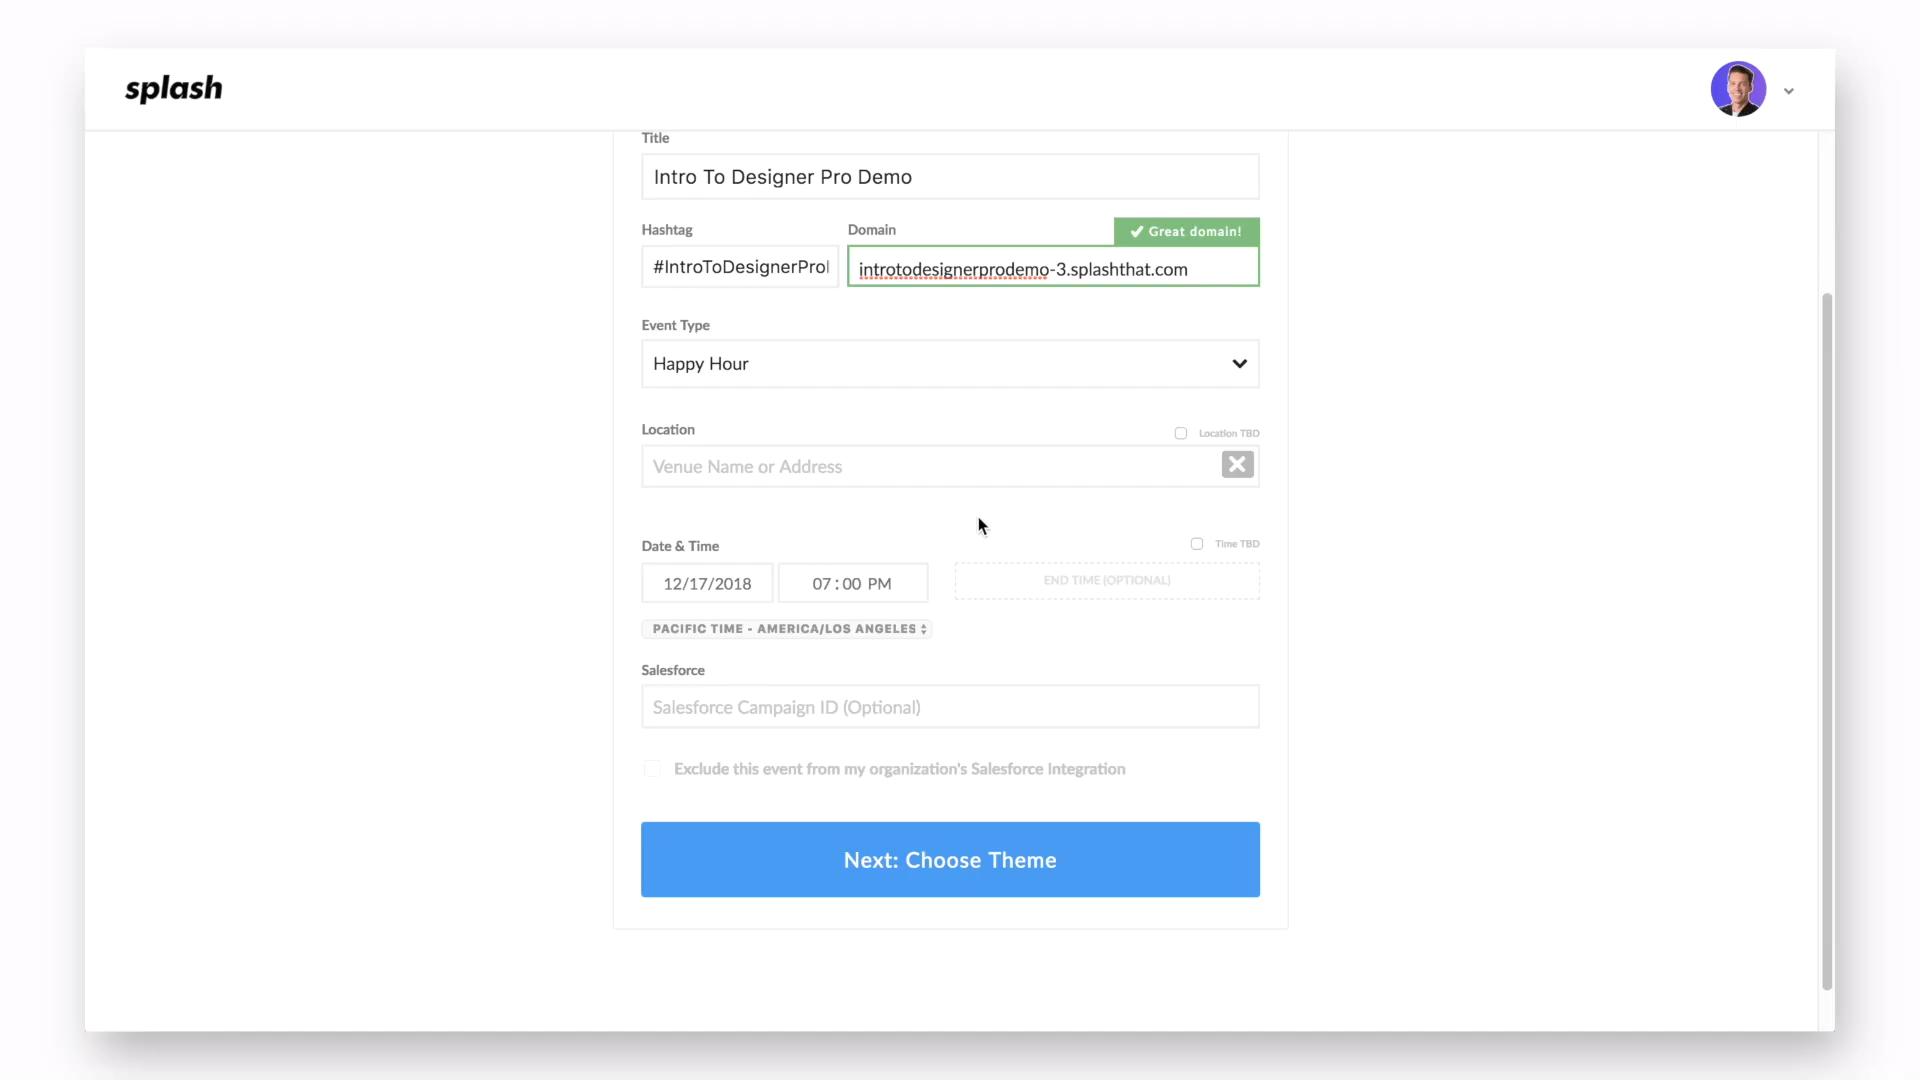 splash
Title
Intro To Designer Pro Demo
Hashtag
Domain
Great domain!
#IntroToDesignerProl
introtodesignerprodemo-3.splashthat.com
Event Type
Happy Hour
Location
Location TBD
Venue Name or Address
Date & Time
Time TBD
12/17/2018
07:00 PM
END TIME (OPTIONAL)
PACIFIC TIME - AMERICA/LOS ANGELES
Salesforce
Salesforce Campaign ID (Optional)
Exclude this event from my organization's Salesforce Integration
Next: Choose Theme